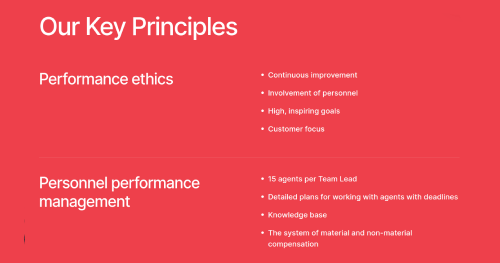 Our Key Principles
Performance ethics
• Continuous improvement
• Involvement of personnel
• High, inspiring goals
• Customer focus
Personnel performance
management
• 15 agents per Team Lead
• Detailed plans for working with agents with deadlines
• Knowledge base
• The system of material and non-material
compensation